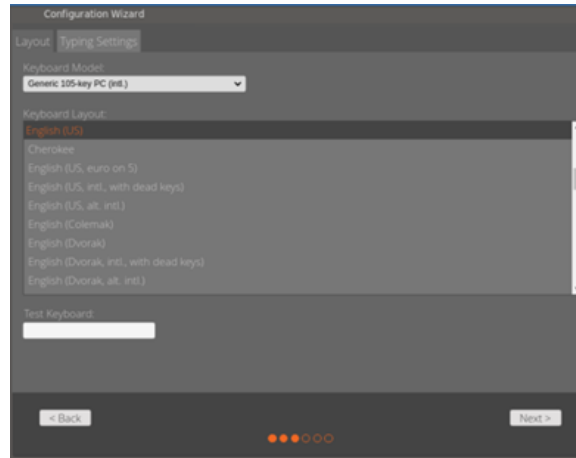 Configuration Wizard
Layout Typing Settings
Keyboard Model:
Generic 105-key PC (intl.)
Keyboard Layout:
English (US)
Cherokee
English (US, euro on 5)
English (US, intl., with dead keys)
English (US, alt. intl.)
English (Colemak)
English (Dvorak)
English (Dvorak, intl., with dead keys)
English (Dvorak, alt. intl.)
Test Keyboard:
< Back Next >